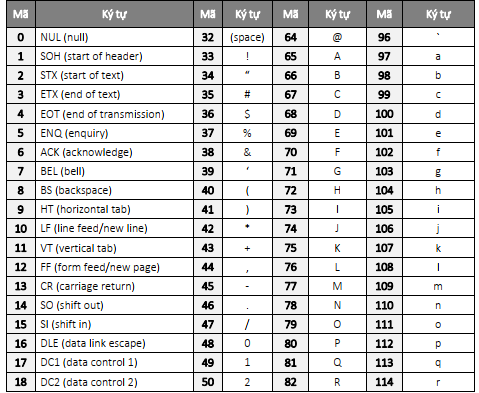 Mã Ký tự Mã Ký tự Mã Ký tự Mã Ký tự
0 NUL (null) 32 (space) 64 @ 96 `
1 SOH (start of header) 33 ! 65 A 97 a
2 STX (start of text) 34 “ 66 B 98 b
3 ETX (end of text) 35 # 67 C 99 c
4 EOT (end of transmission) 36 $ 68 D 100 d
5 ENQ (enquiry) 37 % 69 E 101 e
6 ACK (acknowledge) 38 & 70 F 102 f
7 BEL (bell) 39 ‘ 71 G 103 g
8 BS (backspace) 40 ( 72 H 104 h
9 HT (horizontal tab) 41 ) 73 I 105 i
10 LF (line feed/new line) 42 * 74 J 106 j
11 VT (vertical tab) 43 + 75 K 107 k
12 FF (form feed/new page) 44 , 76 L 108 l
13 CR (carriage return) 45 - 77 M 109 m
14 SO (shift out) 46 . 78 N 110 n
15 SI (shift in) 47 / 79 O 111 o
16 DLE (data link escape) 48 0 80 P 112 p
17 DC1 (data control 1) 49 1 81 Q 113 q
18 DC2 (data control 2) 50 2 82 R 114 r